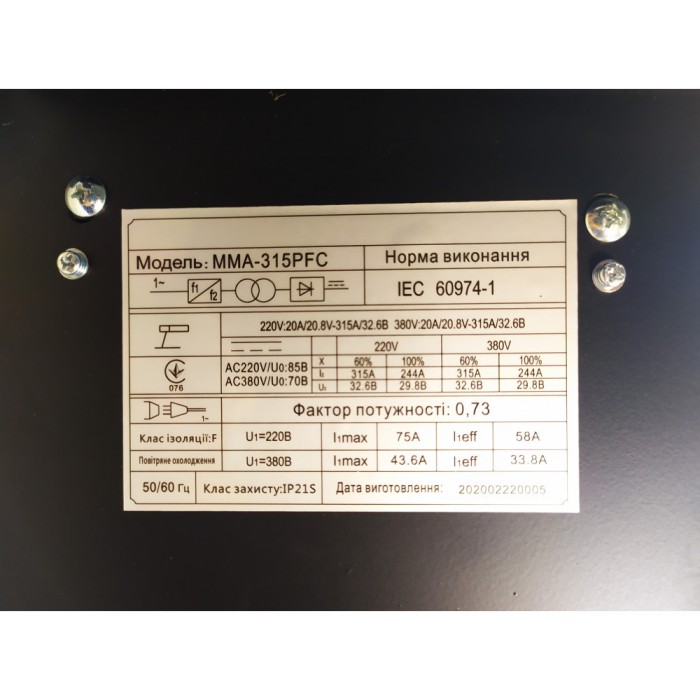 Модель: MMA-315PFC Норма виконання
1~ f1 f2 IEC 60974-1
220V:20A/20.8V-315A/32.6B 380V:20A/20.8V-315A/32.6B
220V 380V
AC220V/U0:85B X 60% 100% 60% 100%
AC380V/U0:70B I2 315A 244A 315A 244A
076 U2 32.6B 29.8B 32.6B 29.8B
1~ Фактор потужності: 0,73
Клас ізоляції:F U1=220B I1max 75A I1eff 58A
Повітряне охолодження U1=380B I1max 43.6A I1eff 33.8A
50/60 Гц Клас захисту:IP21S Дата виготовлення: 202002220005